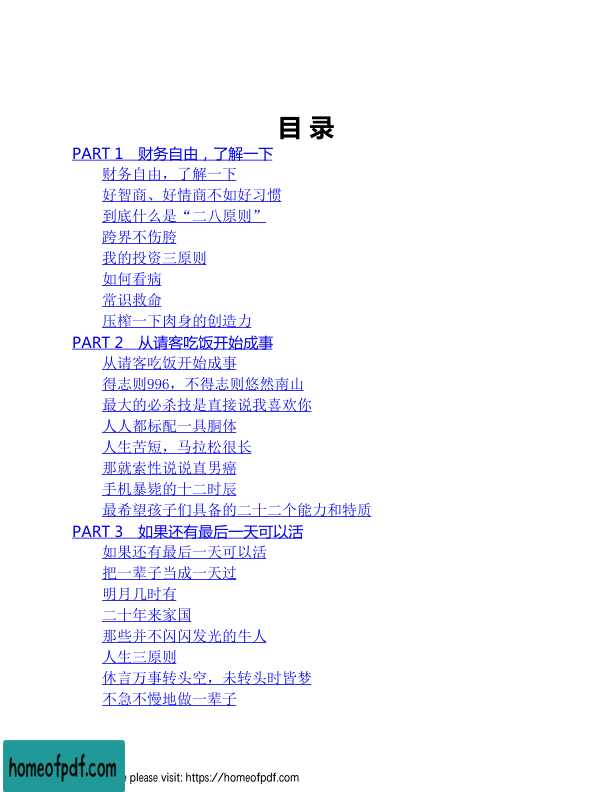 目 录
PART 1　财务自由，了解一下
财务自由，了解一下
好智商、好情商不如好习惯
到底什么是“二八原则”
跨界不伤胯
我的投资三原则
如何看病
常识救命
压榨一下肉身的创造力
PART 2　从请客吃饭开始成事
从请客吃饭开始成事
得志则996，不得志则悠然南山
最大的必杀技是直接说我喜欢你
人人都标配一具胴体
人生苦短，马拉松很长
那就索性说说直男癌
手机暴毙的十二时辰
最希望孩子们具备的二十二个能力和特质
PART 3　如果还有最后一天可以活
如果还有最后一天可以活
把一辈子当成一天过
明月几时有
二十年来家国
那些并不闪闪发光的牛人
人生三原则
休言万事转头空，未转头时皆梦
不急不慢地做一辈子
homeofpdf.com
e please visit: https://homeofpdf.com